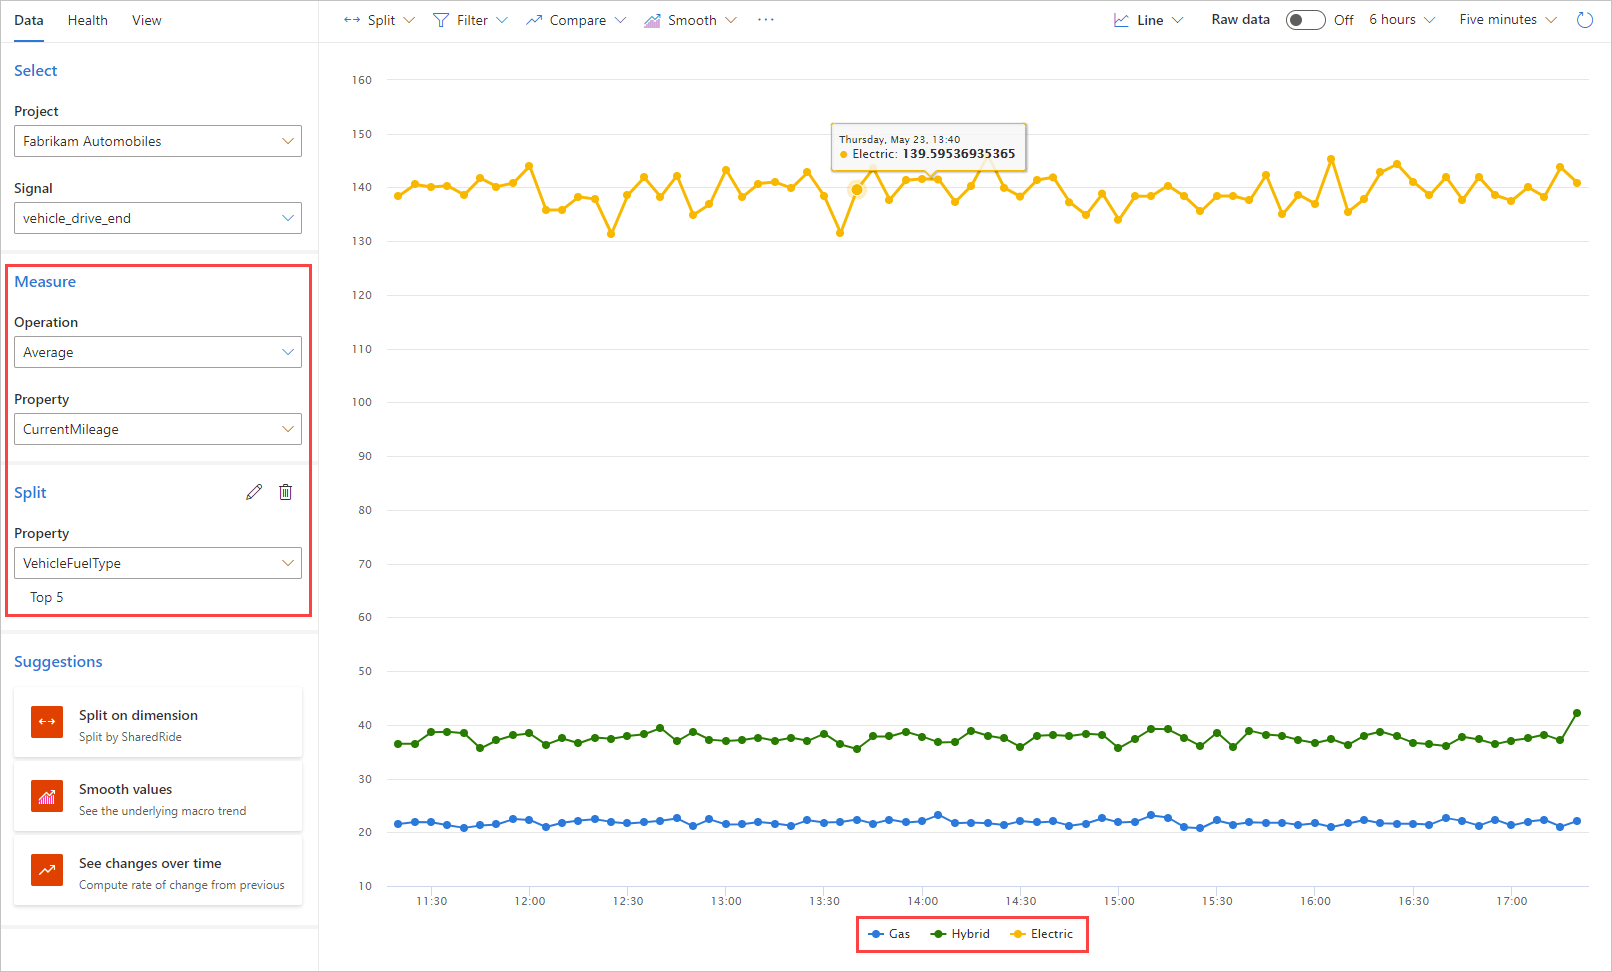 Data Health View
Split Filter Compare Smooth ··· Line Raw data Off 6 hours Five minutes
Select
Project
Fabrikam Automobiles
Signal
vehicle_drive_end
Measure
Operation
Average
Property
CurrentMileage
Split
Property
VehicleFuelType
Top 5
Suggestions
Split on dimension
Split by SharedRide
Smooth values
See the underlying macro trend
See changes over time
Compute rate of change from previous
160
150
140
130
120
110
100
90
80
70
60
50
40
30
20
10
Thursday, May 23, 13:40
Electric: 139.59536935365
11:30 12:00 12:30 13:00 13:30 14:00 14:30 15:00 15:30 16:00 16:30 17:00
Gas Hybrid Electric